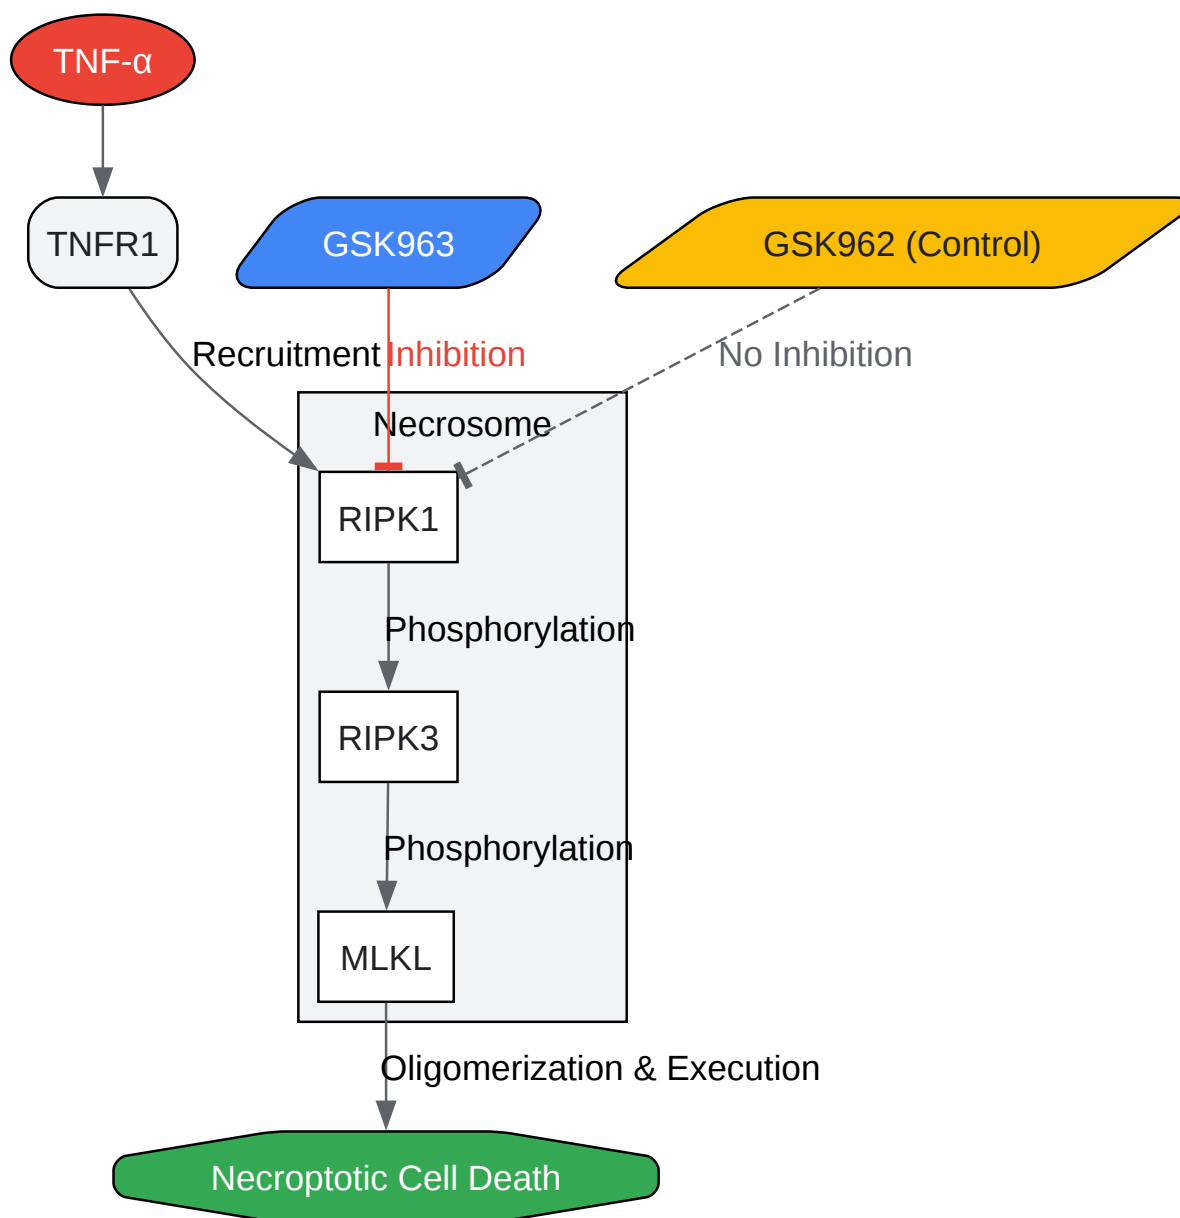 TNF-α
TNFR1
GSK963
GSK962 (Control)
Recruitment
Inhibition
No Inhibition
Necrosome
RIPK1
Phosphorylation
RIPK3
Phosphorylation
MLKL
Oligomerization & Execution
Necroptotic Cell Death